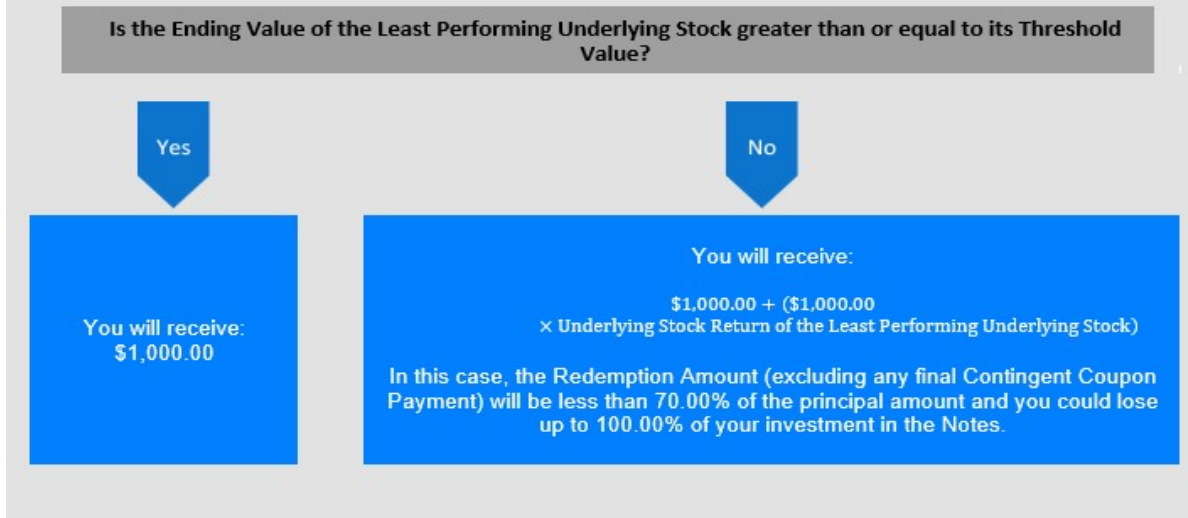 Is the Ending Value of the Least Performing Underlying Stock greater than or equal to its Threshold
Value?
Yes
No
You will receive:
$1,000.00
You will receive:
$1,000.00 + ($1,000.00
× Underlying Stock Return of the Least Performing Underlying Stock)
In this case, the Redemption Amount (excluding any final Contingent Coupon
Payment) will be less than 70.00% of the principal amount and you could lose
up to 100.00% of your investment in the Notes.